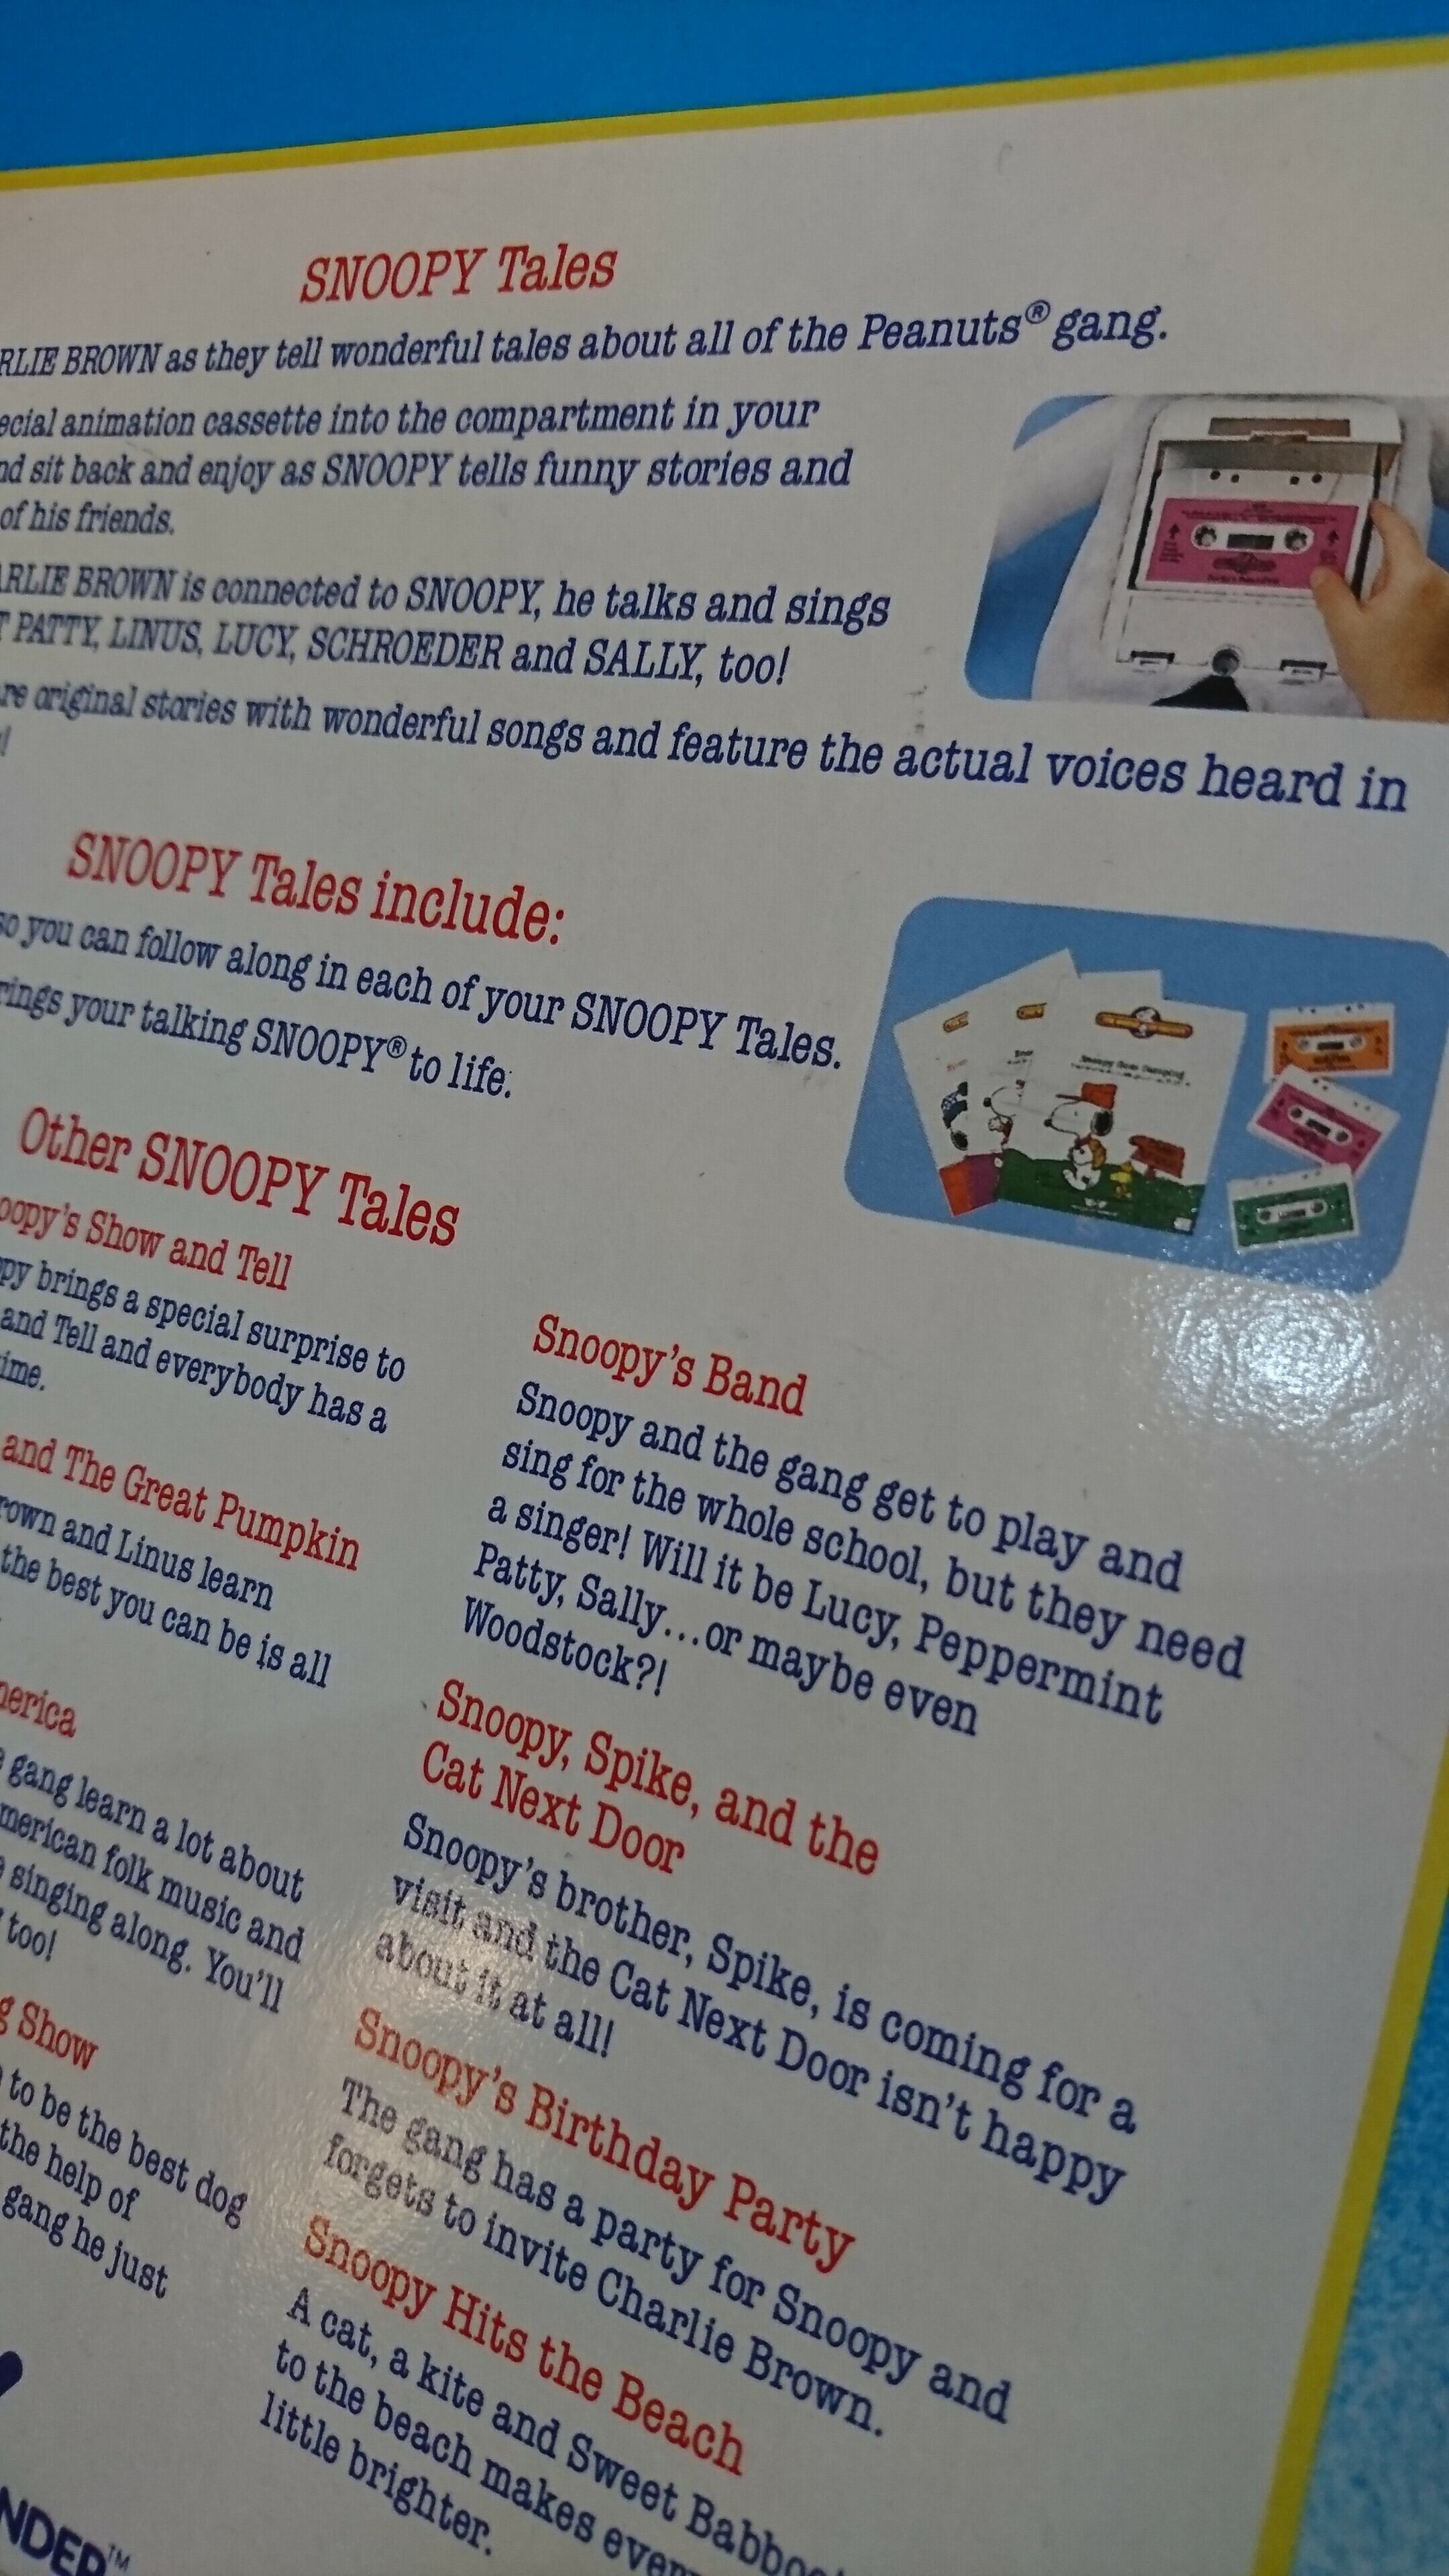 SNOOPY Tales
RLIE BROWN as they tell wonderful tales about all of the Peanuts® gang.
ecial animation cassette into the compartment in your
nd sit back and enjoy as SNOOPY tells funny stories and
of his friends.
ARLIE BROWN is connected to SNOOPY, he talks and sings
T PATTY, LINUS, LUCY, SCHROEDER and SALLY, too!
re original stories with wonderful songs and feature the actual voices heard in
SNOOPY Tales include:
so you can follow along in each of your SNOOPY Tales.
rings your talking SNOOPY® to life.
Other SNOOPY Tales
oopy's Show and Tell
py brings a special surprise to
and Tell and everybody has a
ime.
and The Great Pumpkin
rown and Linus learn
the best you can be is all
merica
e gang learn a lot about
merican folk music and
e singing along. You'll
too!
g Show
to be the best dog
the help of
gang he just
Snoopy's Band
Snoopy and the gang get to play and
sing for the whole school, but they need
a singer! Will it be Lucy, Peppermint
Patty, Sally...or maybe even
Woodstock?!
Snoopy, Spike, and the
Cat Next Door
Snoopy's brother, Spike, is coming for a
visit and the Cat Next Door isn't happy
about it at all!
Snoopy's Birthday Party
The gang has a party for Snoopy and
forgets to invite Charlie Brown.
Snoopy Hits the Beach
A cat, a kite and Sweet Babboo
to the beach makes every
little brighter.
NDER™